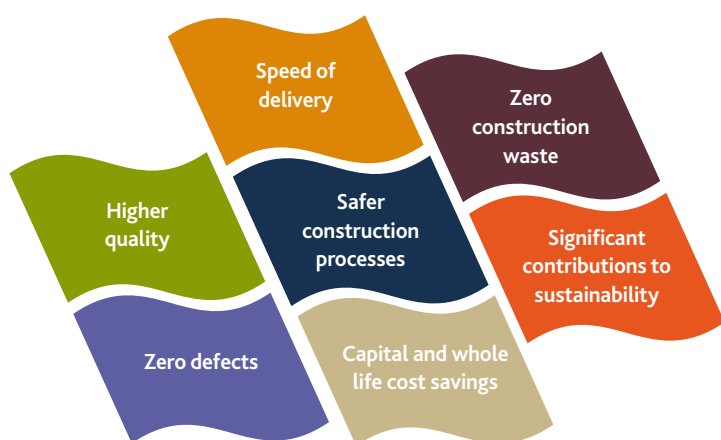 Speed of
delivery
Zero
construction
waste
Higher
quality
Safer
construction
processes
Significant
contributions to
sustainability
Zero defects
Capital and whole
life cost savings